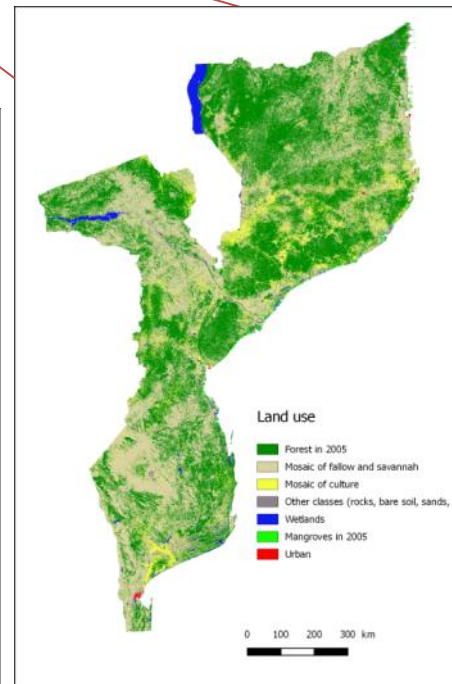 Land use
Forest in 2005
Mosaic of fallow and savannah
Mosaic of culture
Other classes (rocks, bare soil, sands,
Wetlands
Mangroves in 2005
Urban
0 100 200 300 km